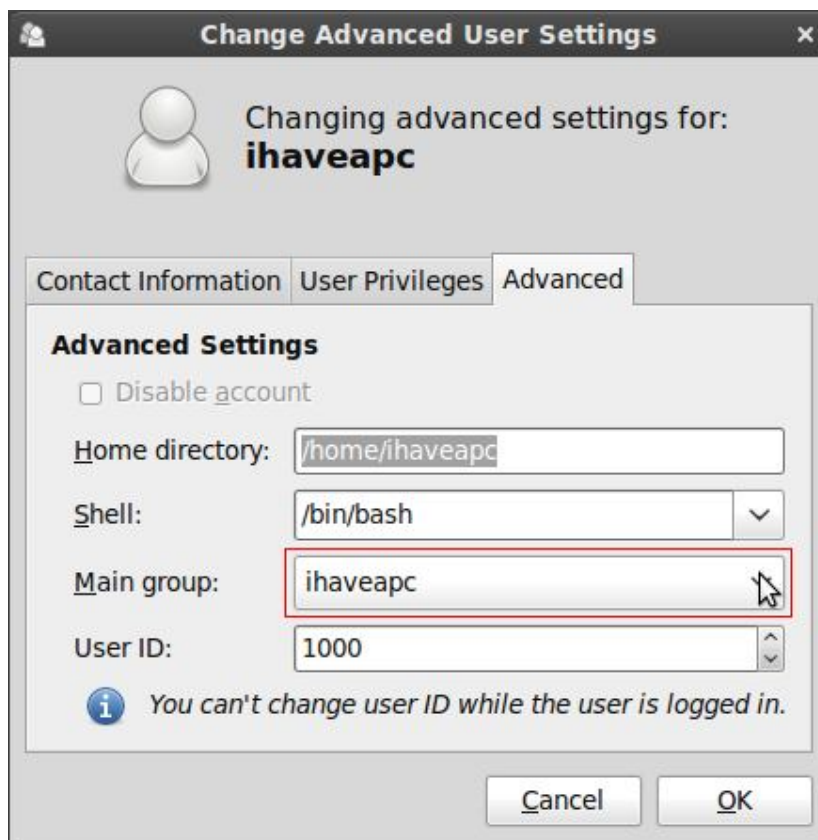 Change Advanced User Settings
Changing advanced settings for:
ihaveapc
Contact Information User Privileges Advanced
Advanced Settings
Disable account
Home directory: /home/ihaveapc
Shell: /bin/bash
Main group: ihaveapc
User ID: 1000
You can't change user ID while the user is logged in.
Cancel OK